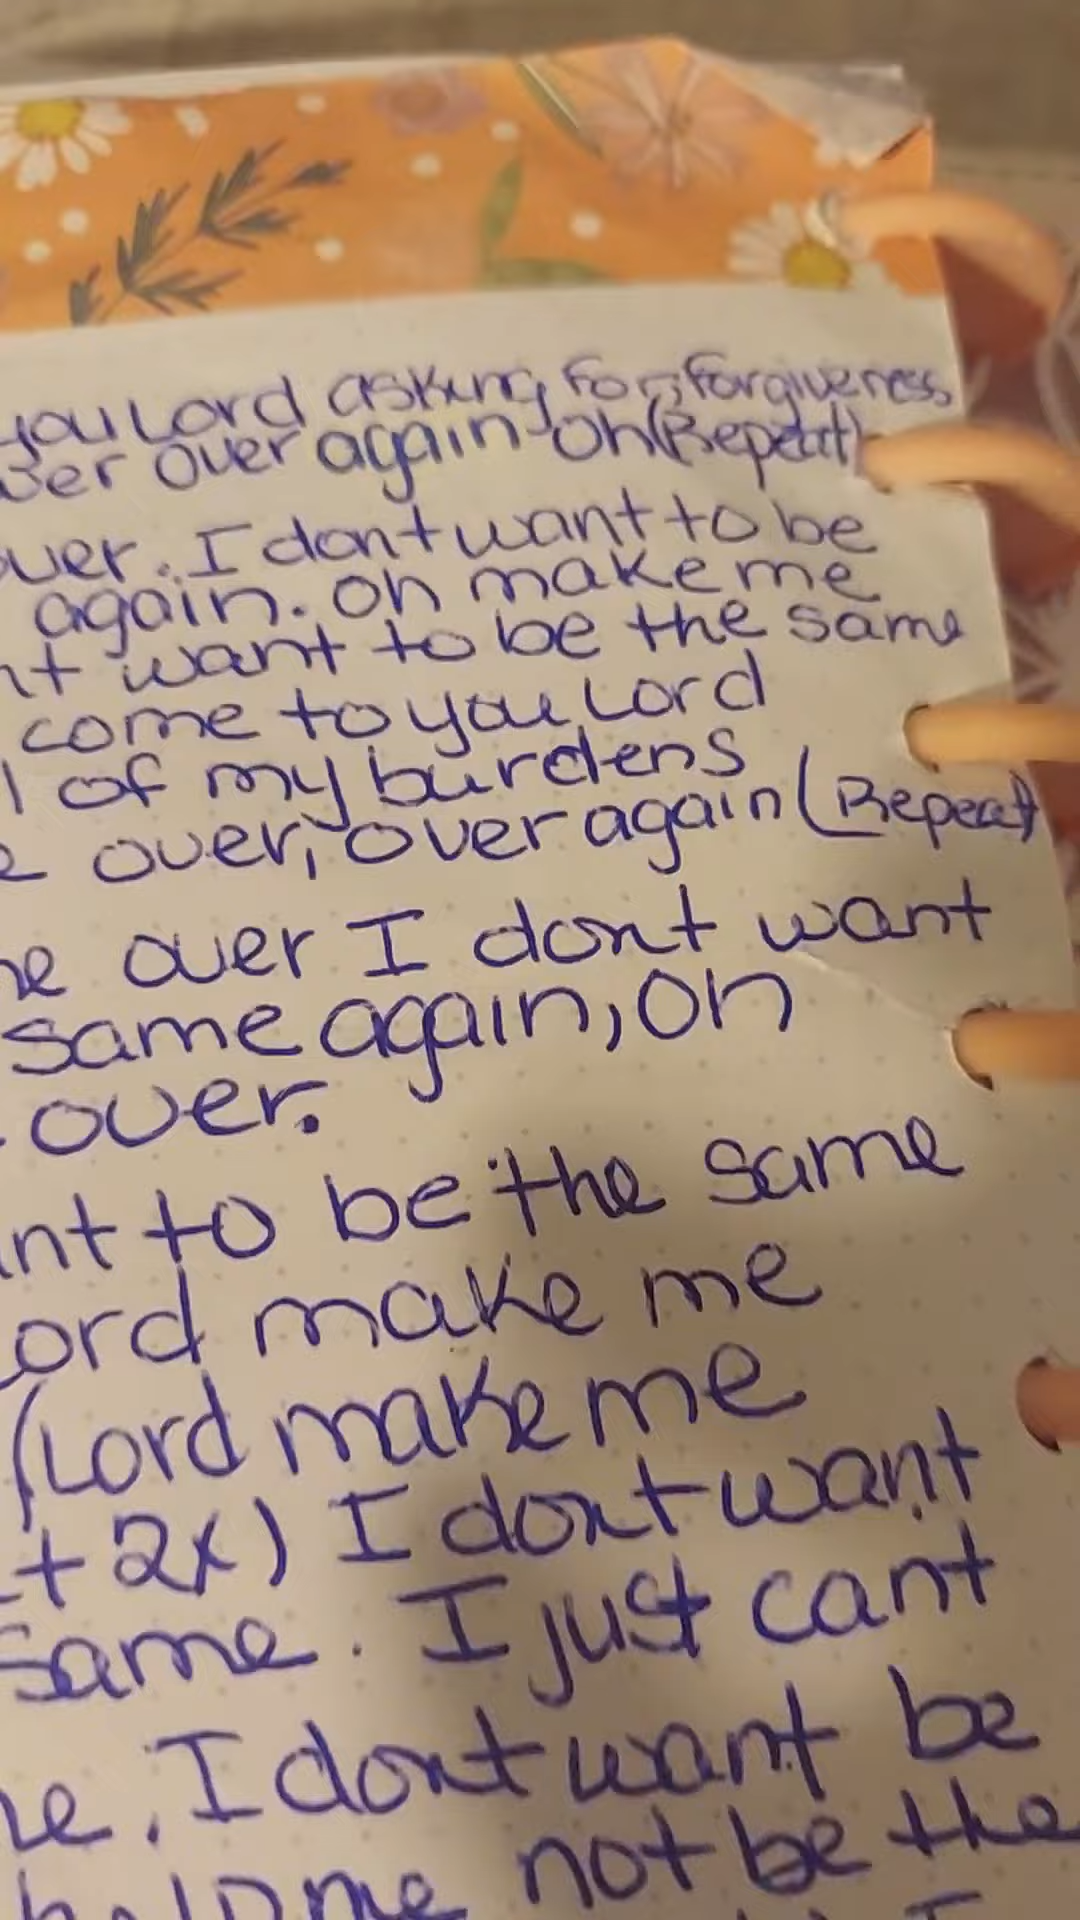 you Lord asking for, forgiveness
over again oh (Repeat)
over. I dont want to be
again. oh make me
want to be the same
come to you Lord
of my burdens
over, over again (Repeat)
over I dont want
same again, oh
over.
to be the same
Lord make me
(Lord make me
2x) I dont want
same. I just cant
I dont want be
me not be the